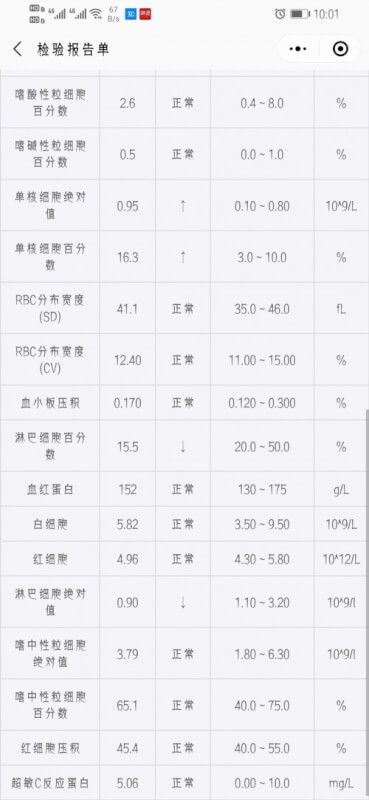 67 B/s
10:01
检验报告单
嗜酸性粒细胞百分数 2.6 正常 0.4 ~ 8.0 %
嗜碱性粒细胞百分数 0.5 正常 0.0 ~ 1.0 %
单核细胞绝对值 0.95 ↑ 0.10 ~ 0.80 10^9/L
单核细胞百分数 16.3 ↑ 3.0 ~ 10.0 %
RBC分布宽度(SD) 41.1 正常 35.0 ~ 46.0 fL
RBC分布宽度(CV) 12.40 正常 11.00 ~ 15.00 %
血小板压积 0.170 正常 0.120 ~ 0.300 %
淋巴细胞百分数 15.5 ↓ 20.0 ~ 50.0 %
血红蛋白 152 正常 130 ~ 175 g/L
白细胞 5.82 正常 3.50 ~ 9.50 10^9/L
红细胞 4.96 正常 4.30 ~ 5.80 10^12/L
淋巴细胞绝对值 0.90 ↓ 1.10 ~ 3.20 10^9/l
嗜中性粒细胞绝对值 3.79 正常 1.80 ~ 6.30 10^9/l
嗜中性粒细胞百分数 65.1 正常 40.0 ~ 75.0 %
红细胞压积 45.4 正常 40.0 ~ 55.0 %
超敏C反应蛋白 5.06 正常 0.00 ~ 10.0 mg/L